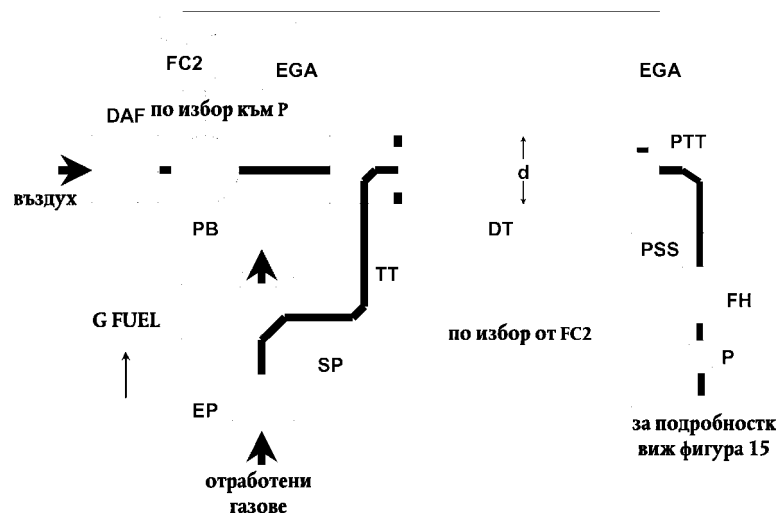 FC2
EGA
EGA
DAF
по избор към P
PTT
d
въздух
PB
DT
PSS
TT
G FUEL
FH
по избор от FC2
SP
P
EP
за подробностк
виж фигура 15
отработени
газове